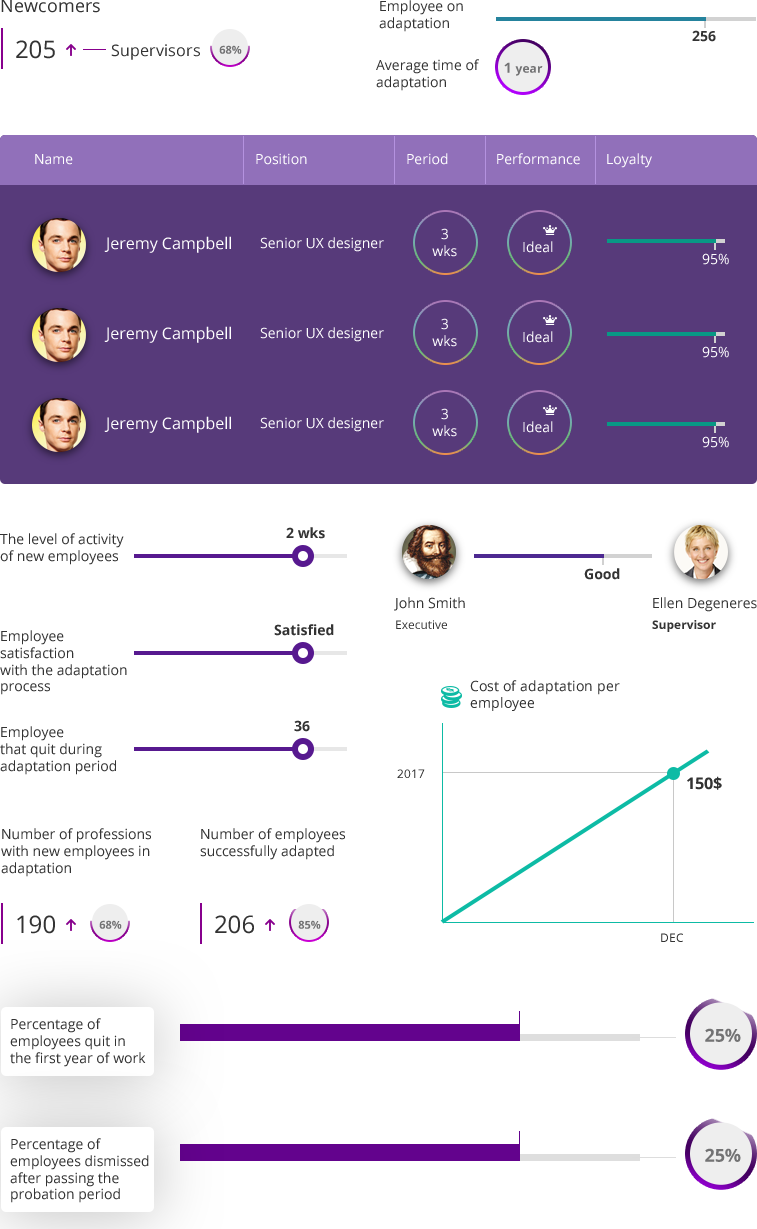 Newcomers
205
Supervisors
68%
Employee on
adaptation
256
Average time of
adaptation
1 year
Name
Position
Period
Performance
Loyalty
Jeremy Campbell
Senior UX designer
3
wks
Ideal
95%
Jeremy Campbell
Senior UX designer
3
wks
Ideal
95%
Jeremy Campbell
Senior UX designer
3
wks
Ideal
95%
The level of activity
of new employees
2 wks
Employee
satisfaction
with the adaptation
process
Satisfied
Employee
that quit during
adaptation period
36
Good
John Smith
Executive
Ellen Degeneres
Supervisor
Cost of adaptation per
employee
2017
150$
DEC
Number of professions
with new employees in
adaptation
190
68%
Number of employees
successfully adapted
206
85%
Percentage of
employees quit in
the first year of work
25%
Percentage of
employees dismissed
after passing the
probation period
25%